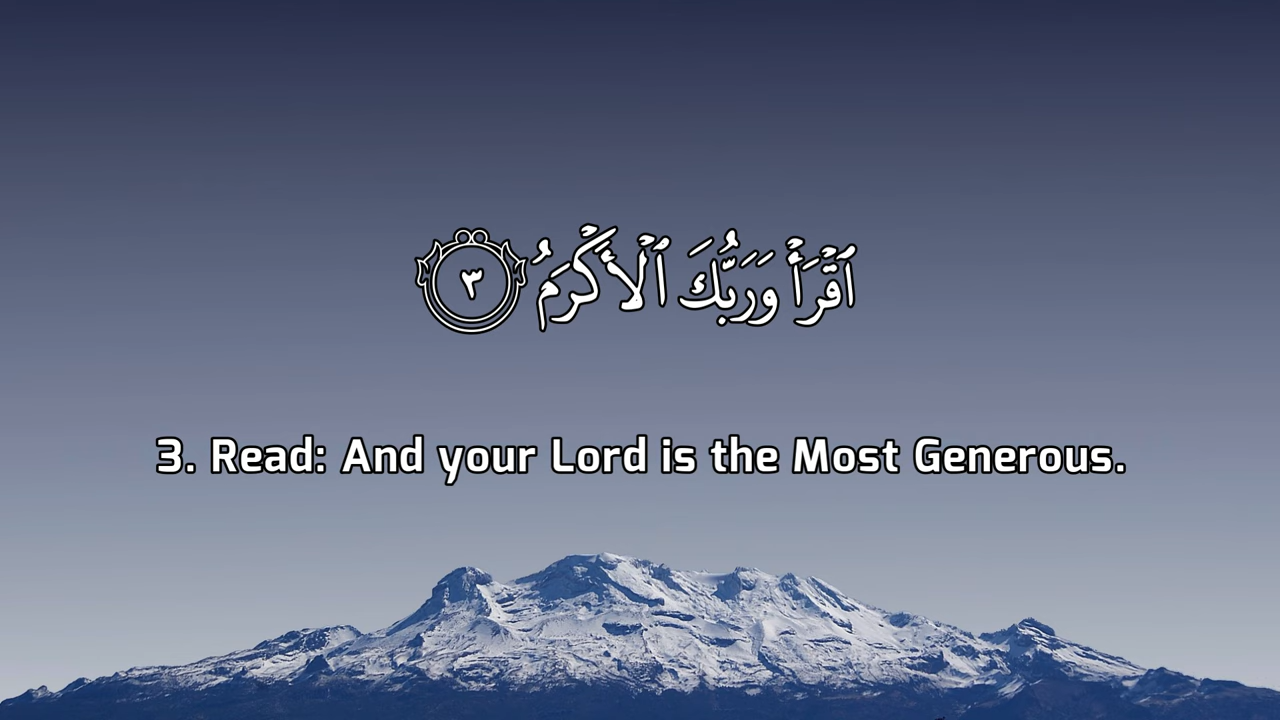 ٱقْرَأْ وَرَبُّكَ ٱلْأَكْرَمُ ٣
3. Read: And your Lord is the Most Generous.